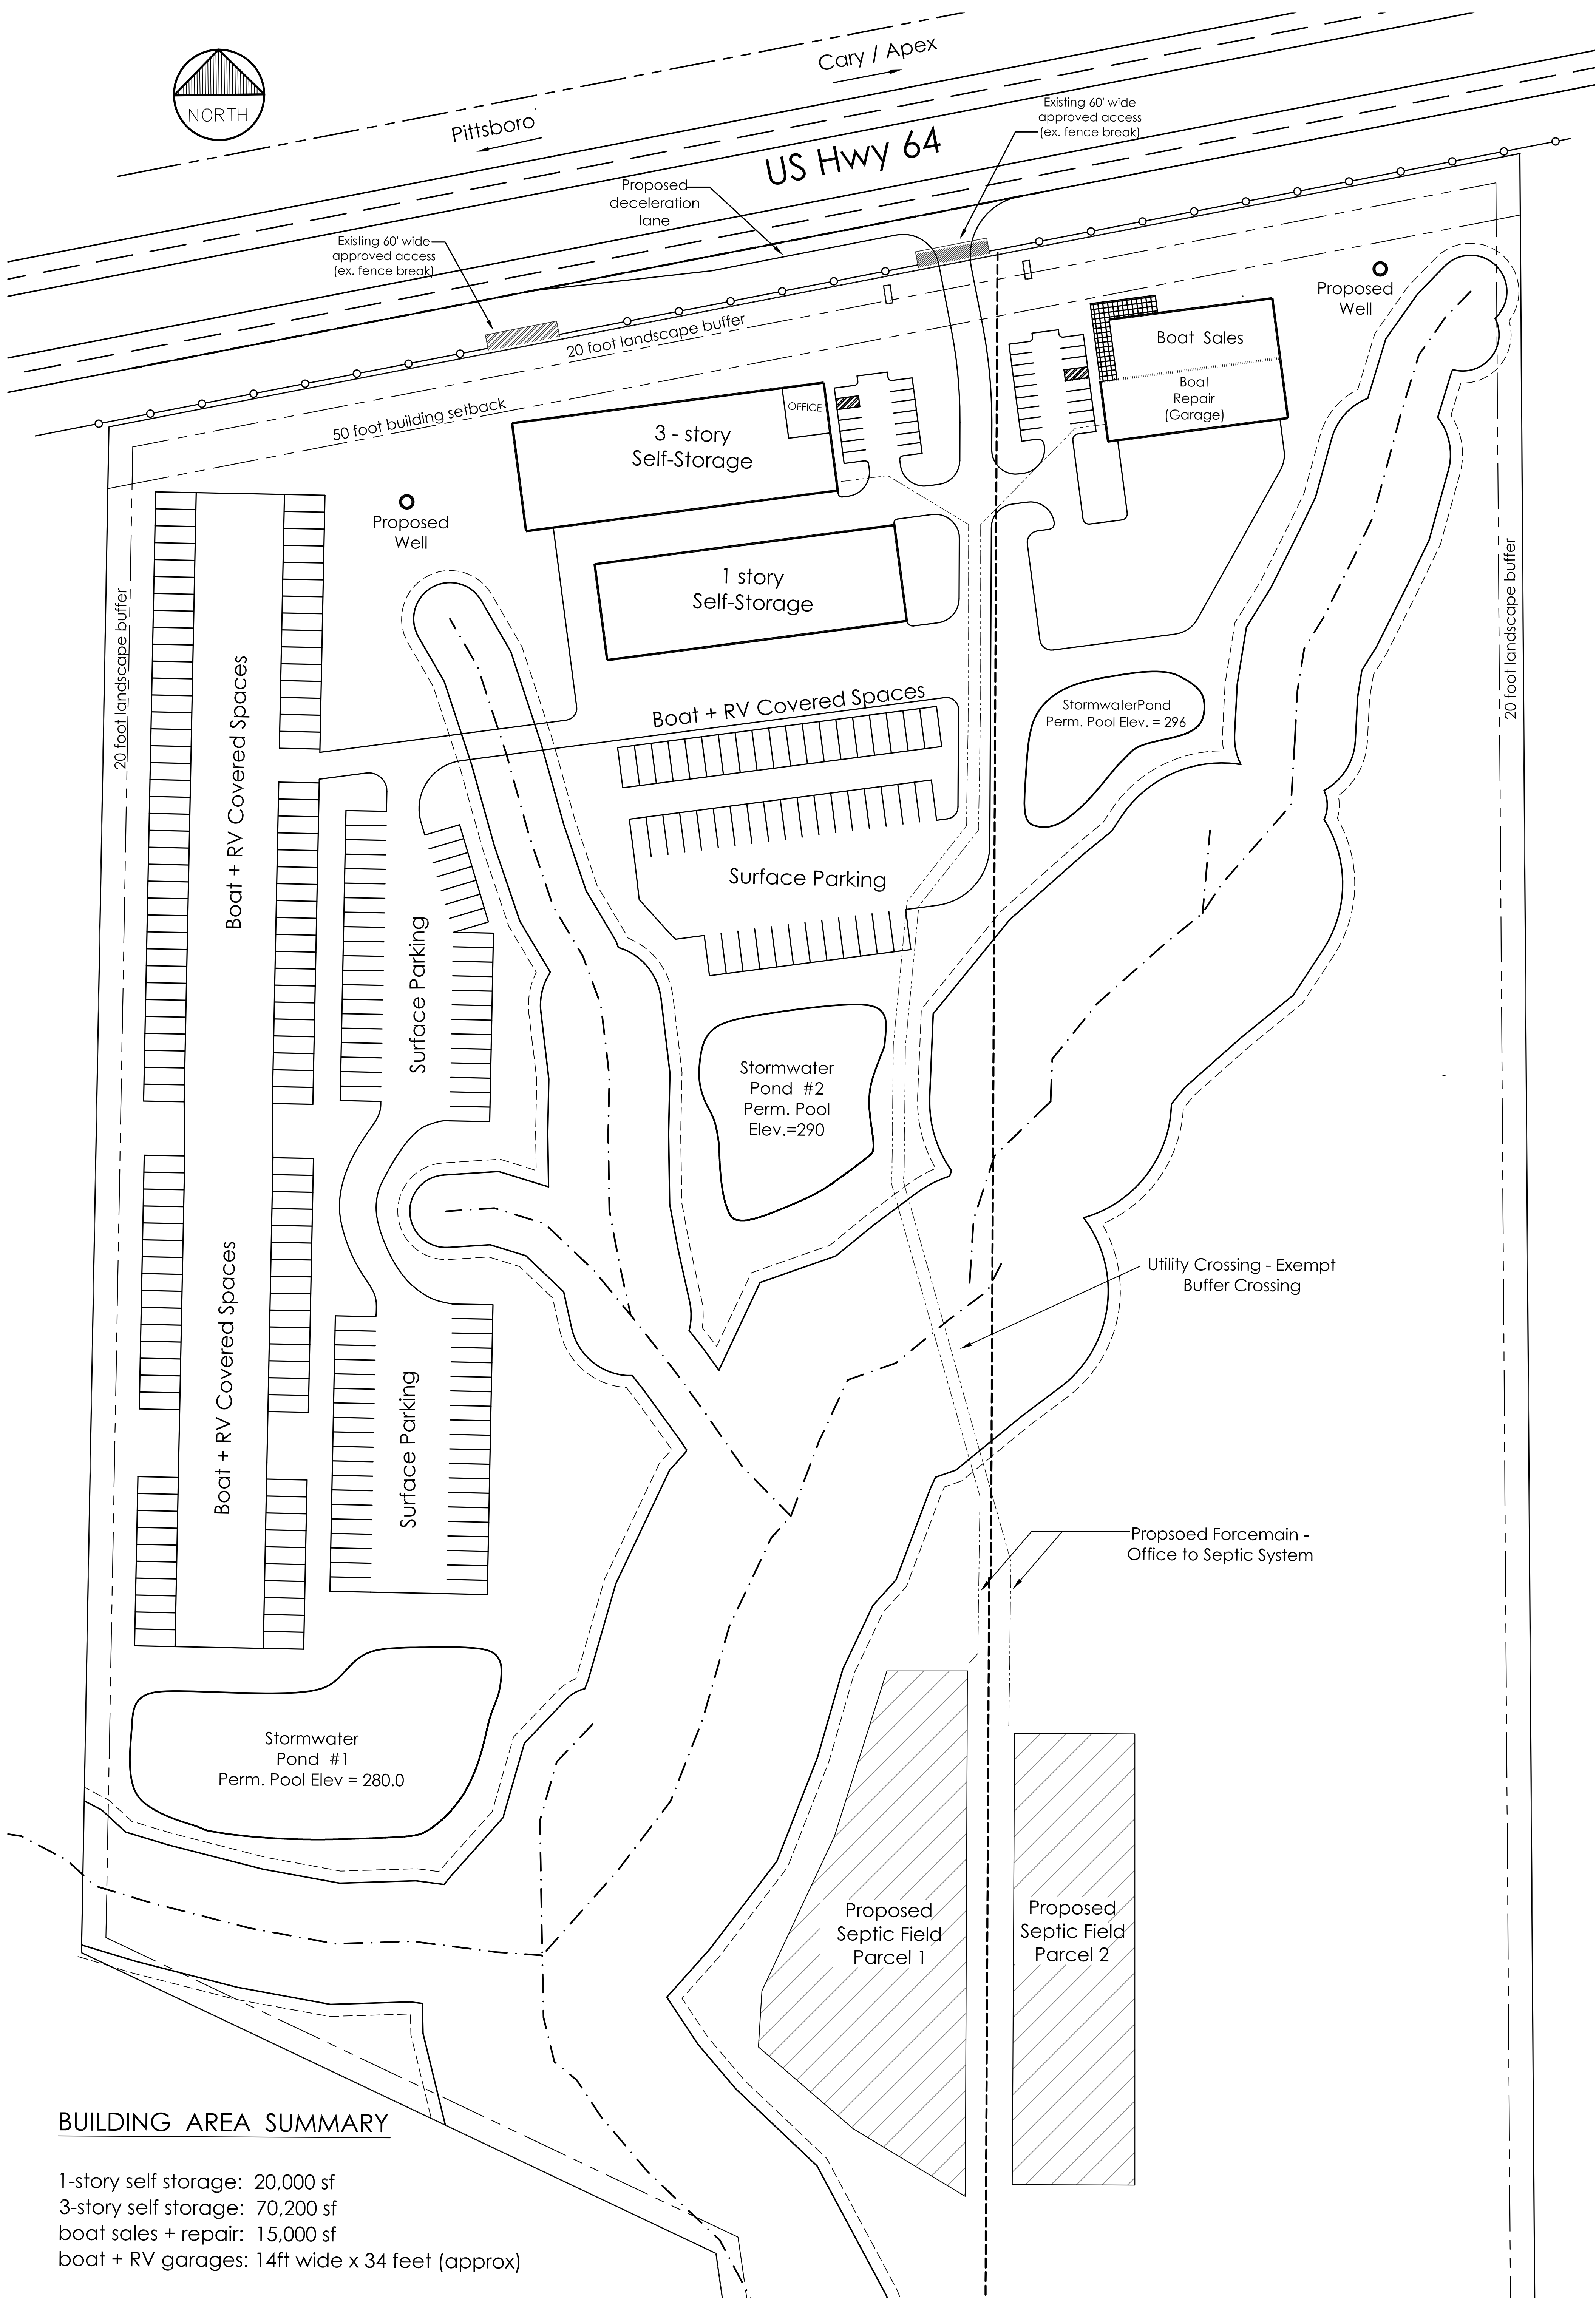 NORTH
Cary / Apex
Pittsboro
US Hwy 64
Existing 60' wide
approved access
(ex. fence break)
Proposed
deceleration
lane
Existing 60' wide
approved access
(ex. fence break)
20 foot landscape buffer
50 foot building setback
Proposed
Well
Boat Sales
Boat
Repair
(Garage)
OFFICE
3 - story
Self-Storage
Proposed
Well
1 story
Self-Storage
20 foot landscape buffer
20 foot landscape buffer
Boat + RV Covered Spaces
Boat + RV Covered Spaces
StormwaterPond
Perm. Pool Elev. = 296
Surface Parking
Surface Parking
Stormwater
Pond #2
Perm. Pool
Elev.=290
Utility Crossing - Exempt
Buffer Crossing
Boat + RV Covered Spaces
Surface Parking
Propsoed Forcemain -
Office to Septic System
Stormwater
Pond #1
Perm. Pool Elev = 280.0
Proposed
Septic Field
Parcel 1
Proposed
Septic Field
Parcel 2
BUILDING AREA SUMMARY
1-story self storage: 20,000 sf
3-story self storage: 70,200 sf
boat sales + repair: 15,000 sf
boat + RV garages: 14ft wide x 34 feet (approx)